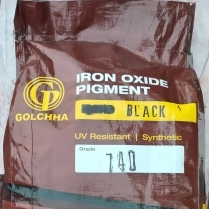 IRON OXIDE
PIGMENT
BLACK
GOLCHHA
UV Resistant | Synthetic
Grade
740